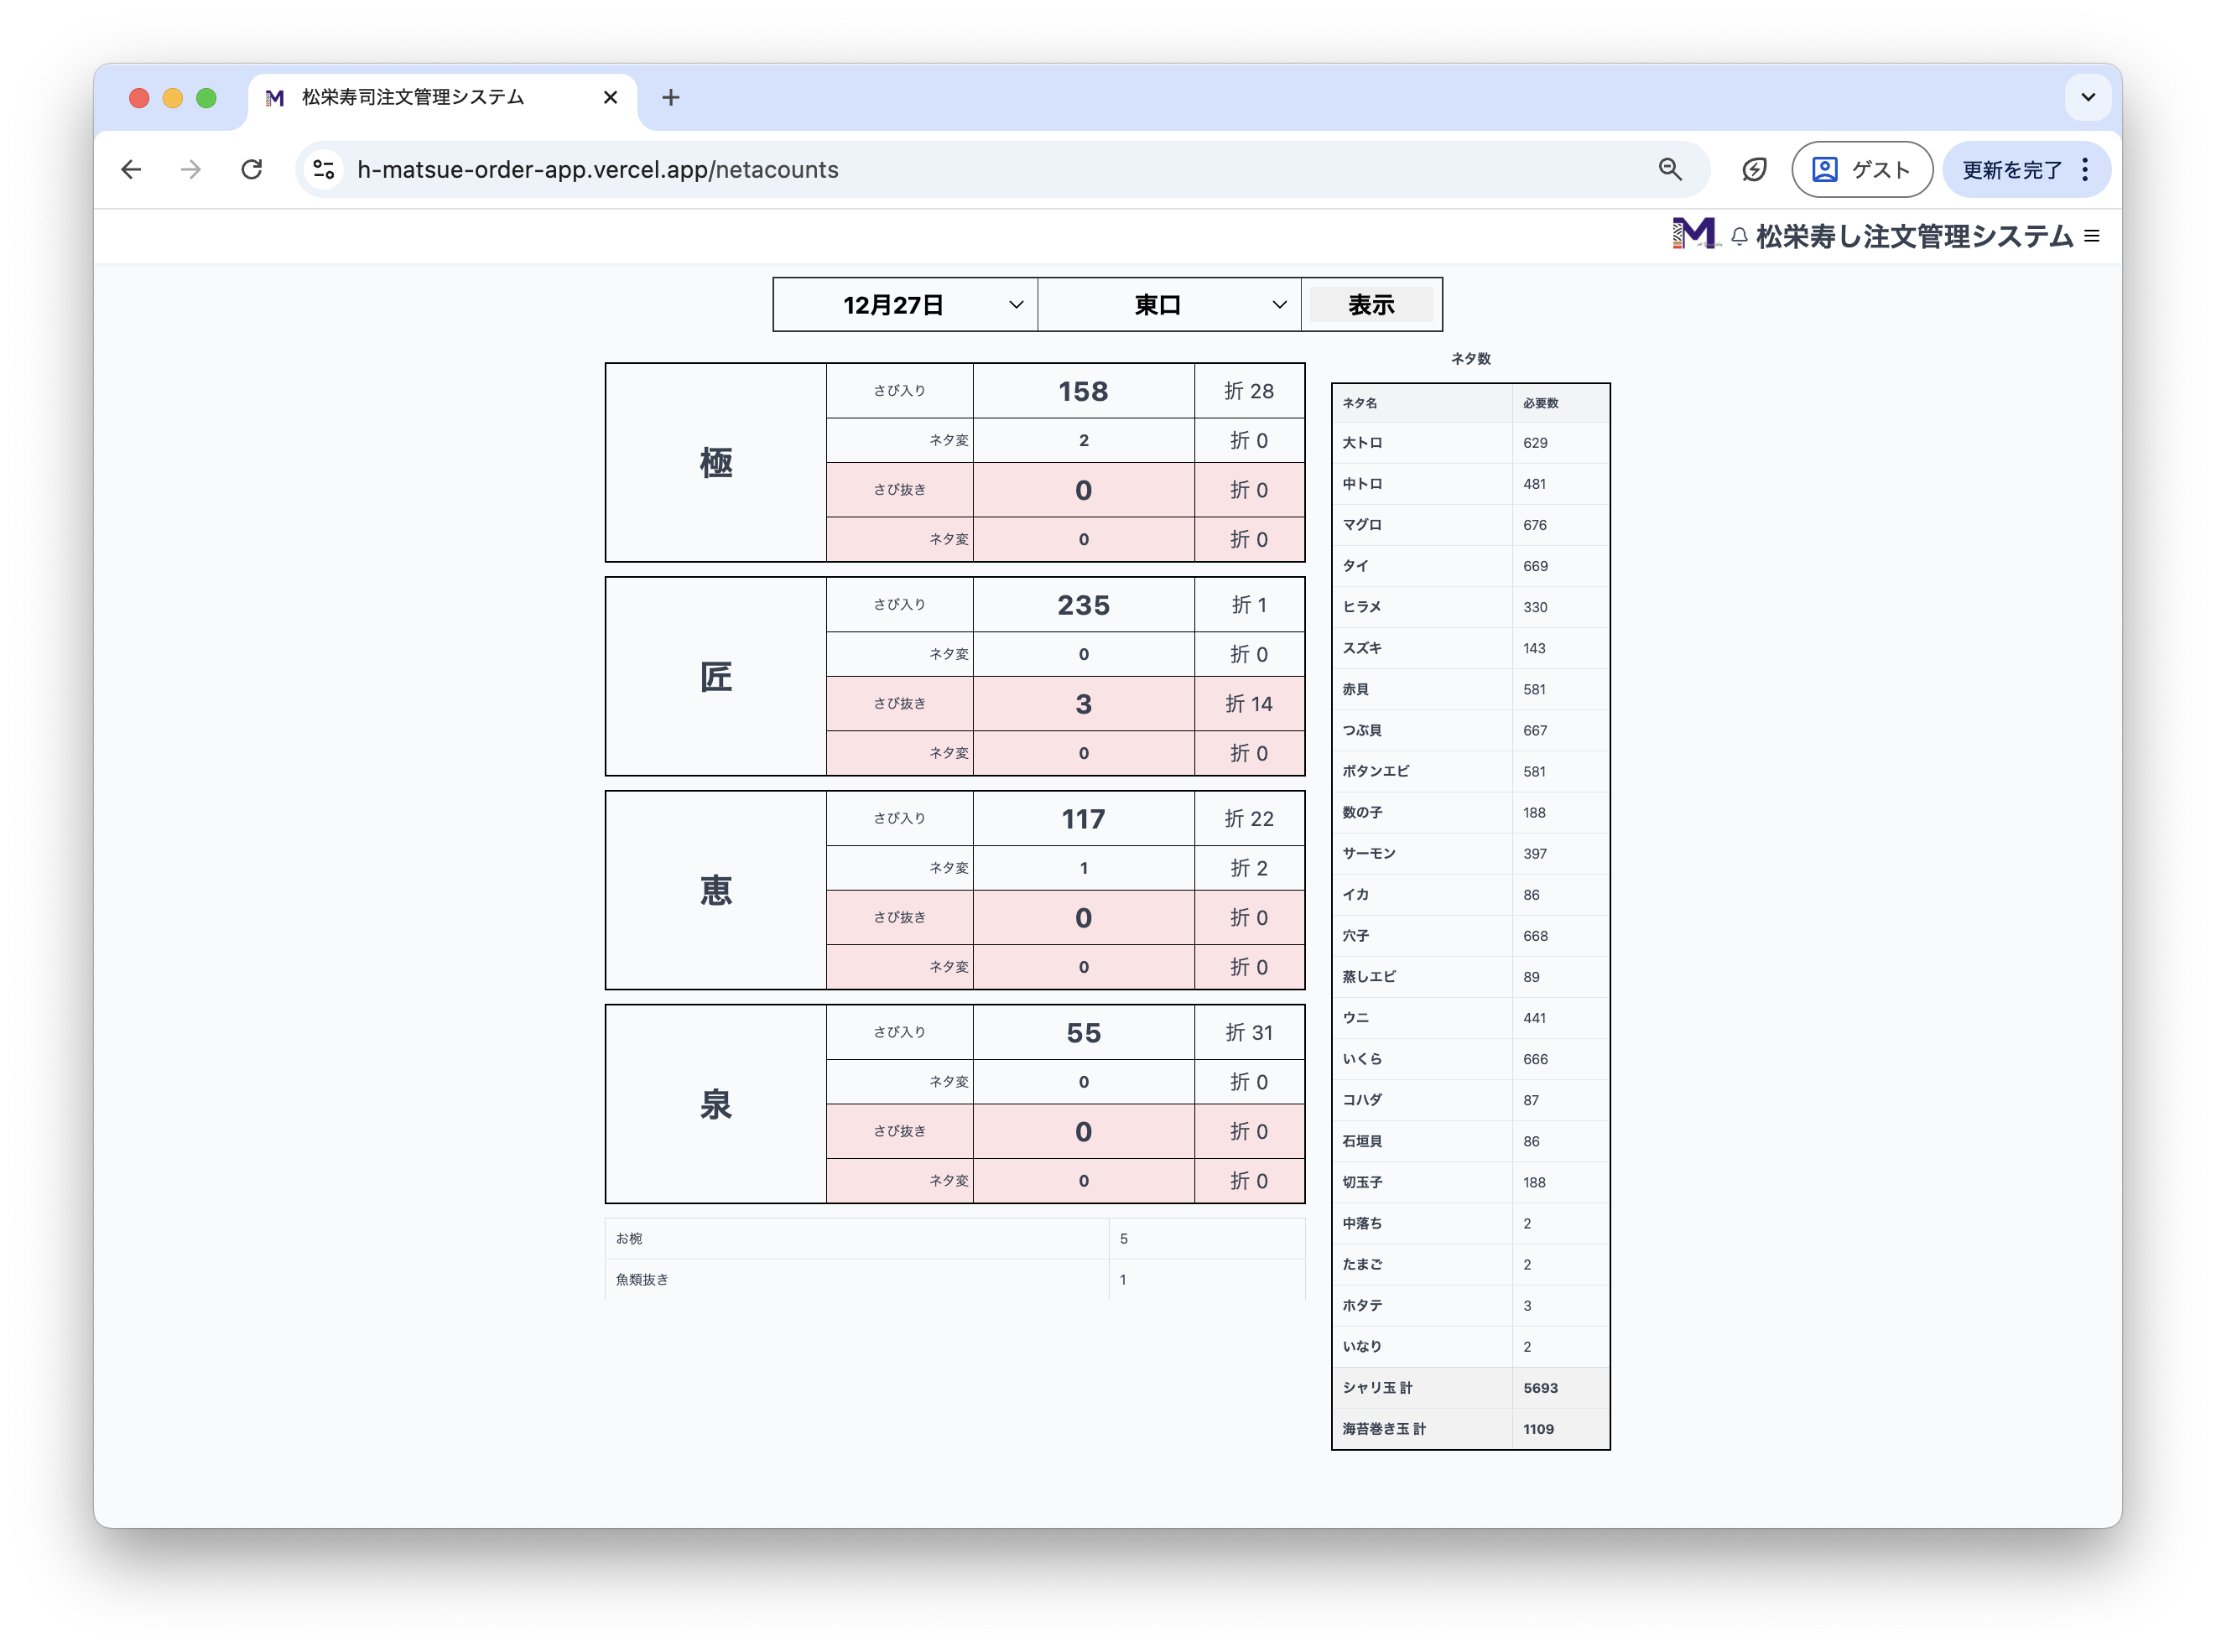 松栄寿司注文管理システム
h-matsue-order-app.vercel.app/netacounts
ゲスト
更新を完了
M 松栄寿し注文管理システム
12月27日 東口 表示
極
さび入り 158 折 28
ネタ変 2 折 0
さび抜き 0 折 0
ネタ変 0 折 0
匠
さび入り 235 折 1
ネタ変 0 折 0
さび抜き 3 折 14
ネタ変 0 折 0
恵
さび入り 117 折 22
ネタ変 1 折 2
さび抜き 0 折 0
ネタ変 0 折 0
泉
さび入り 55 折 31
ネタ変 0 折 0
さび抜き 0 折 0
ネタ変 0 折 0
お椀 5
魚類抜き 1
ネタ数
ネタ名 必要数
大トロ 629
中トロ 481
マグロ 676
タイ 669
ヒラメ 330
スズキ 143
赤貝 581
つぶ貝 667
ボタンエビ 581
数の子 188
サーモン 397
イカ 86
穴子 668
蒸しエビ 89
ウニ 441
いくら 666
コハダ 87
石垣貝 86
切玉子 188
中落ち 2
たまご 2
ホタテ 3
いなり 2
シャリ玉 計 5693
海苔巻き玉 計 1109